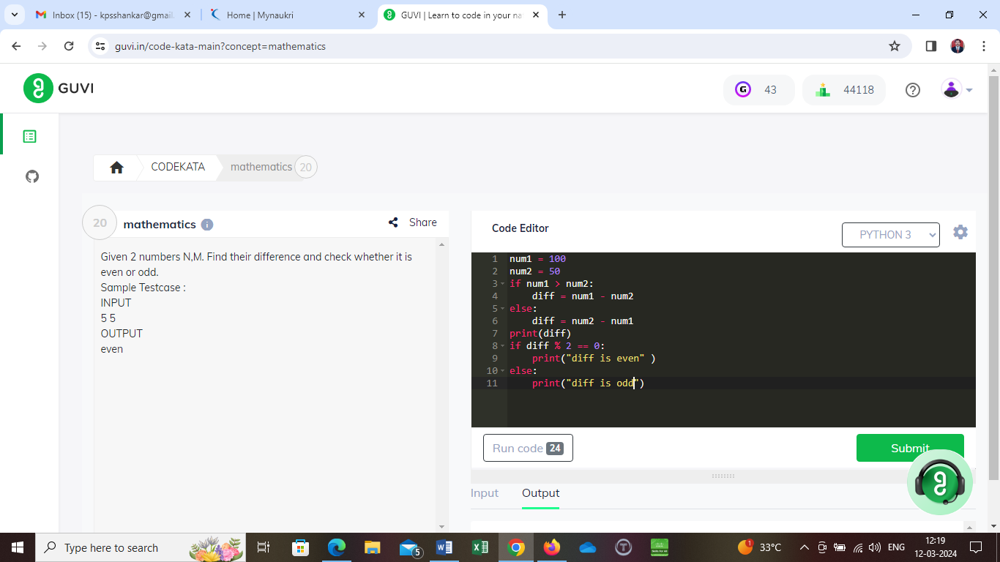 Inbox (15) - kpsshankar@gmail.
Home | Mynaukri
GUVI | Learn to code in your na
guvi.in/code-kata-main?concept=mathematics
GUVI
43
44118
CODEKATA
mathematics
20
20
mathematics
Share
Given 2 numbers N,M. Find their difference and check whether it is
even or odd.
Sample Testcase :
INPUT
5 5
OUTPUT
even
Code Editor
PYTHON 3
1 num1 = 100
2 num2 = 50
3 if num1 > num2:
4     diff = num1 - num2
5 else:
6     diff = num2 - num1
7 print(diff)
8 if diff % 2 == 0:
9     print("diff is even" )
10 else:
11     print("diff is odd")
Run code 24
Submit
Input
Output
Type here to search
5
1
33°C
ENG
12:19
12-03-2024